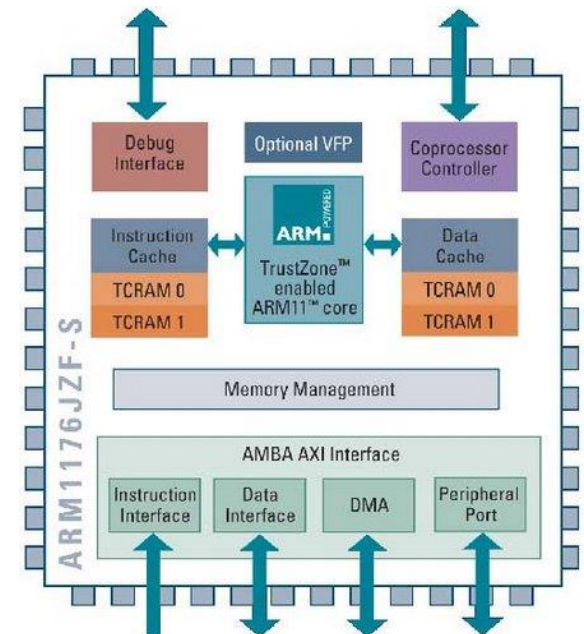 Debug
Interface
Optional VFP
Coprocessor
Controller
Instruction
Cache
TCRAM 0
TCRAM 1
ARM
POWERED
TrustZone™
enabled
ARM11™ core
Data
Cache
TCRAM 0
TCRAM 1
Memory Management
AMBA AXI Interface
Instruction
Interface
Data
Interface
DMA
Peripheral
Port
ARM1176JZF-S